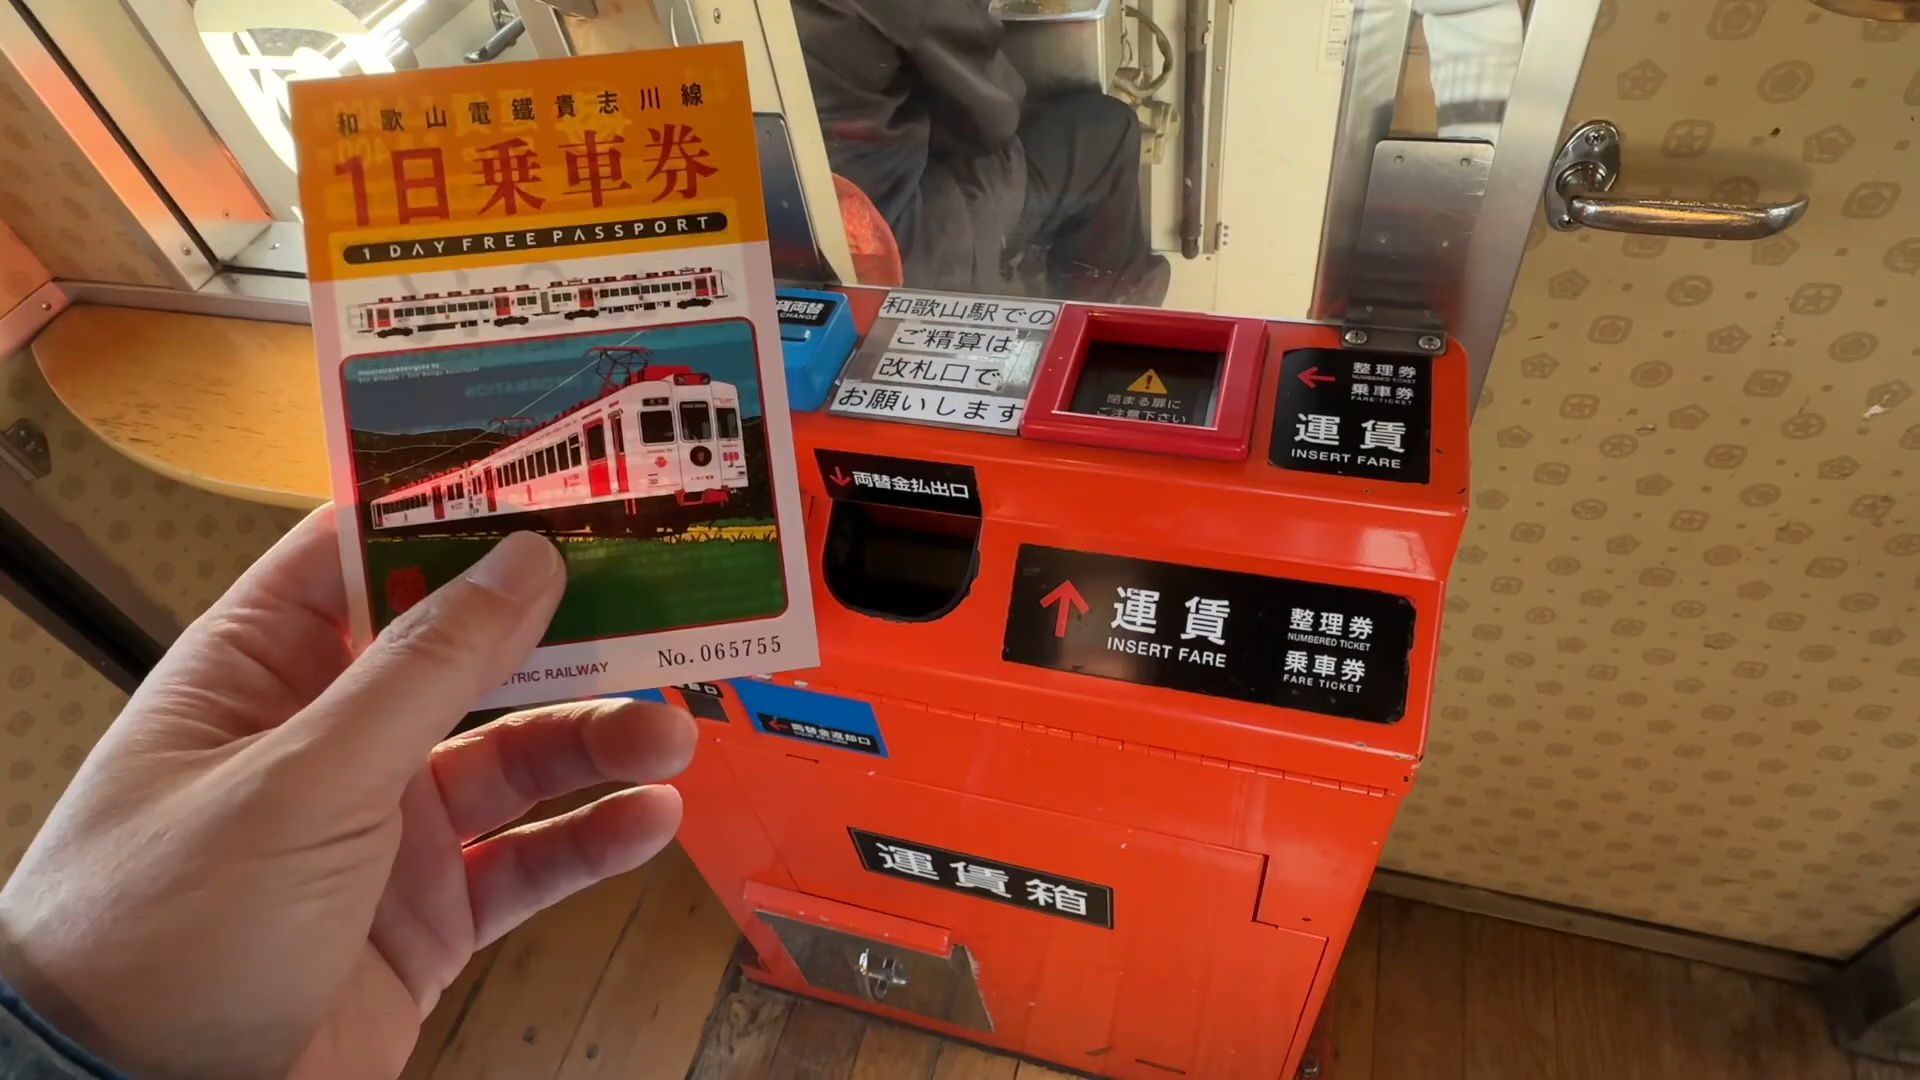 和歌山電鐵貴志川線
1日乗車券
1 DAY FREE PASSPORT
No.065755
CTRIC RAILWAY
両替
CHANGE
和歌山駅での
ご精算は
改札口で
お願いします
閉まる扉に
ご注意下さい
整理券
NUMBERED TICKET
乗車券
FARE TICKET
運賃
INSERT FARE
両替金払出口
運賃
INSERT FARE
整理券
NUMBERED TICKET
乗車券
FARE TICKET
両替金返却口
COIN RETURN
運賃箱